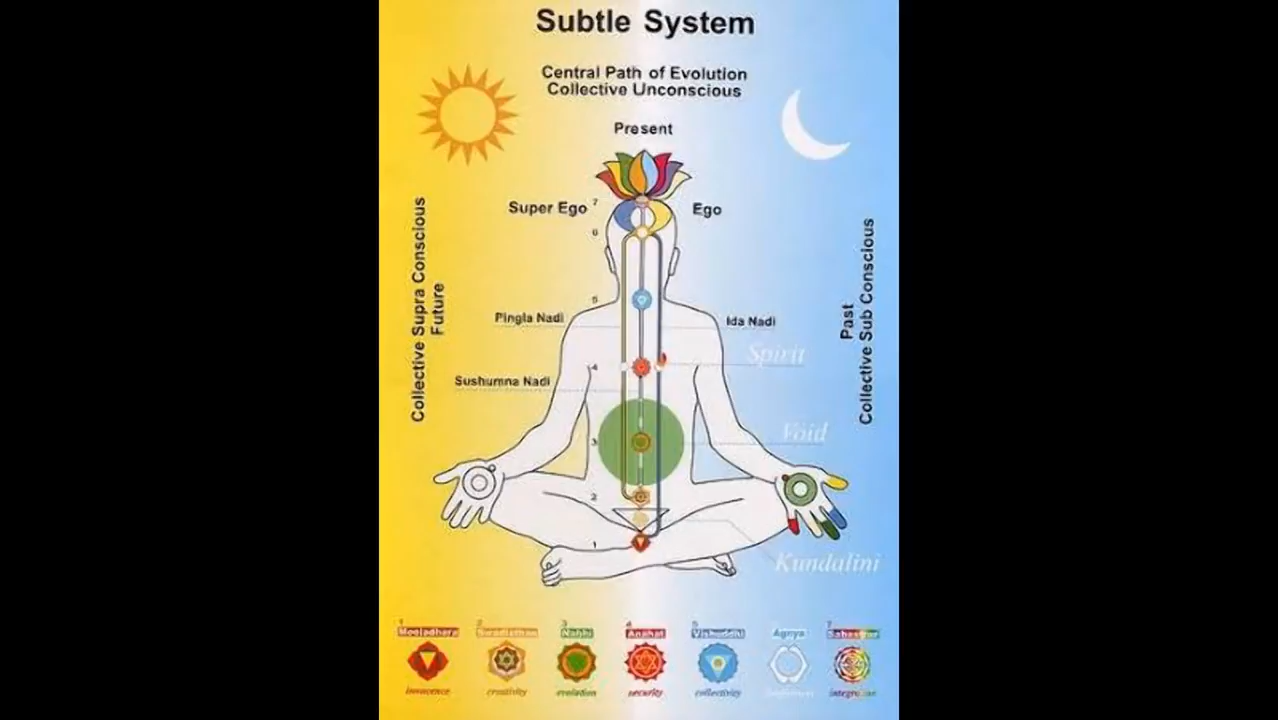 Subtle System
Central Path of Evolution
Collective Unconscious
Present
Super Ego
7
Ego
6
Collective Supra Conscious
Future
Past
Collective Sub Conscious
5
Pingla Nadi
Ida Nadi
Spirit
4
Sushumna Nadi
Void
3
2
1
Kundalini
1 2 3 4 5 7
Mooladhara Swadisthan Nabhi Anahat Vishuddhi Agnya Sahasrar
innocence creativity evolution security collectivity integration